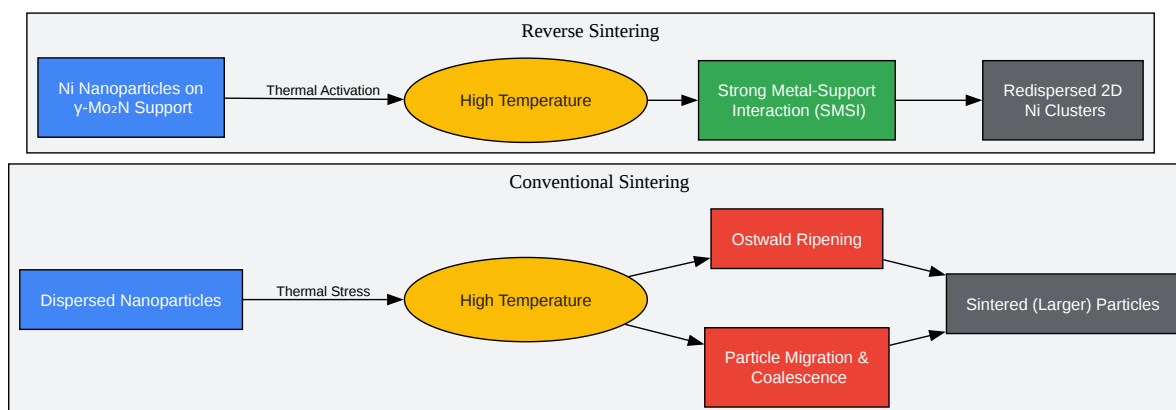 Reverse Sintering
Ni Nanoparticles on
γ-Mo₂N Support
Thermal Activation
High Temperature
Strong Metal-Support
Interaction (SMSI)
Redispersed 2D
Ni Clusters
Conventional Sintering
Dispersed Nanoparticles
Thermal Stress
High Temperature
Ostwald Ripening
Particle Migration &
Coalescence
Sintered (Larger) Particles